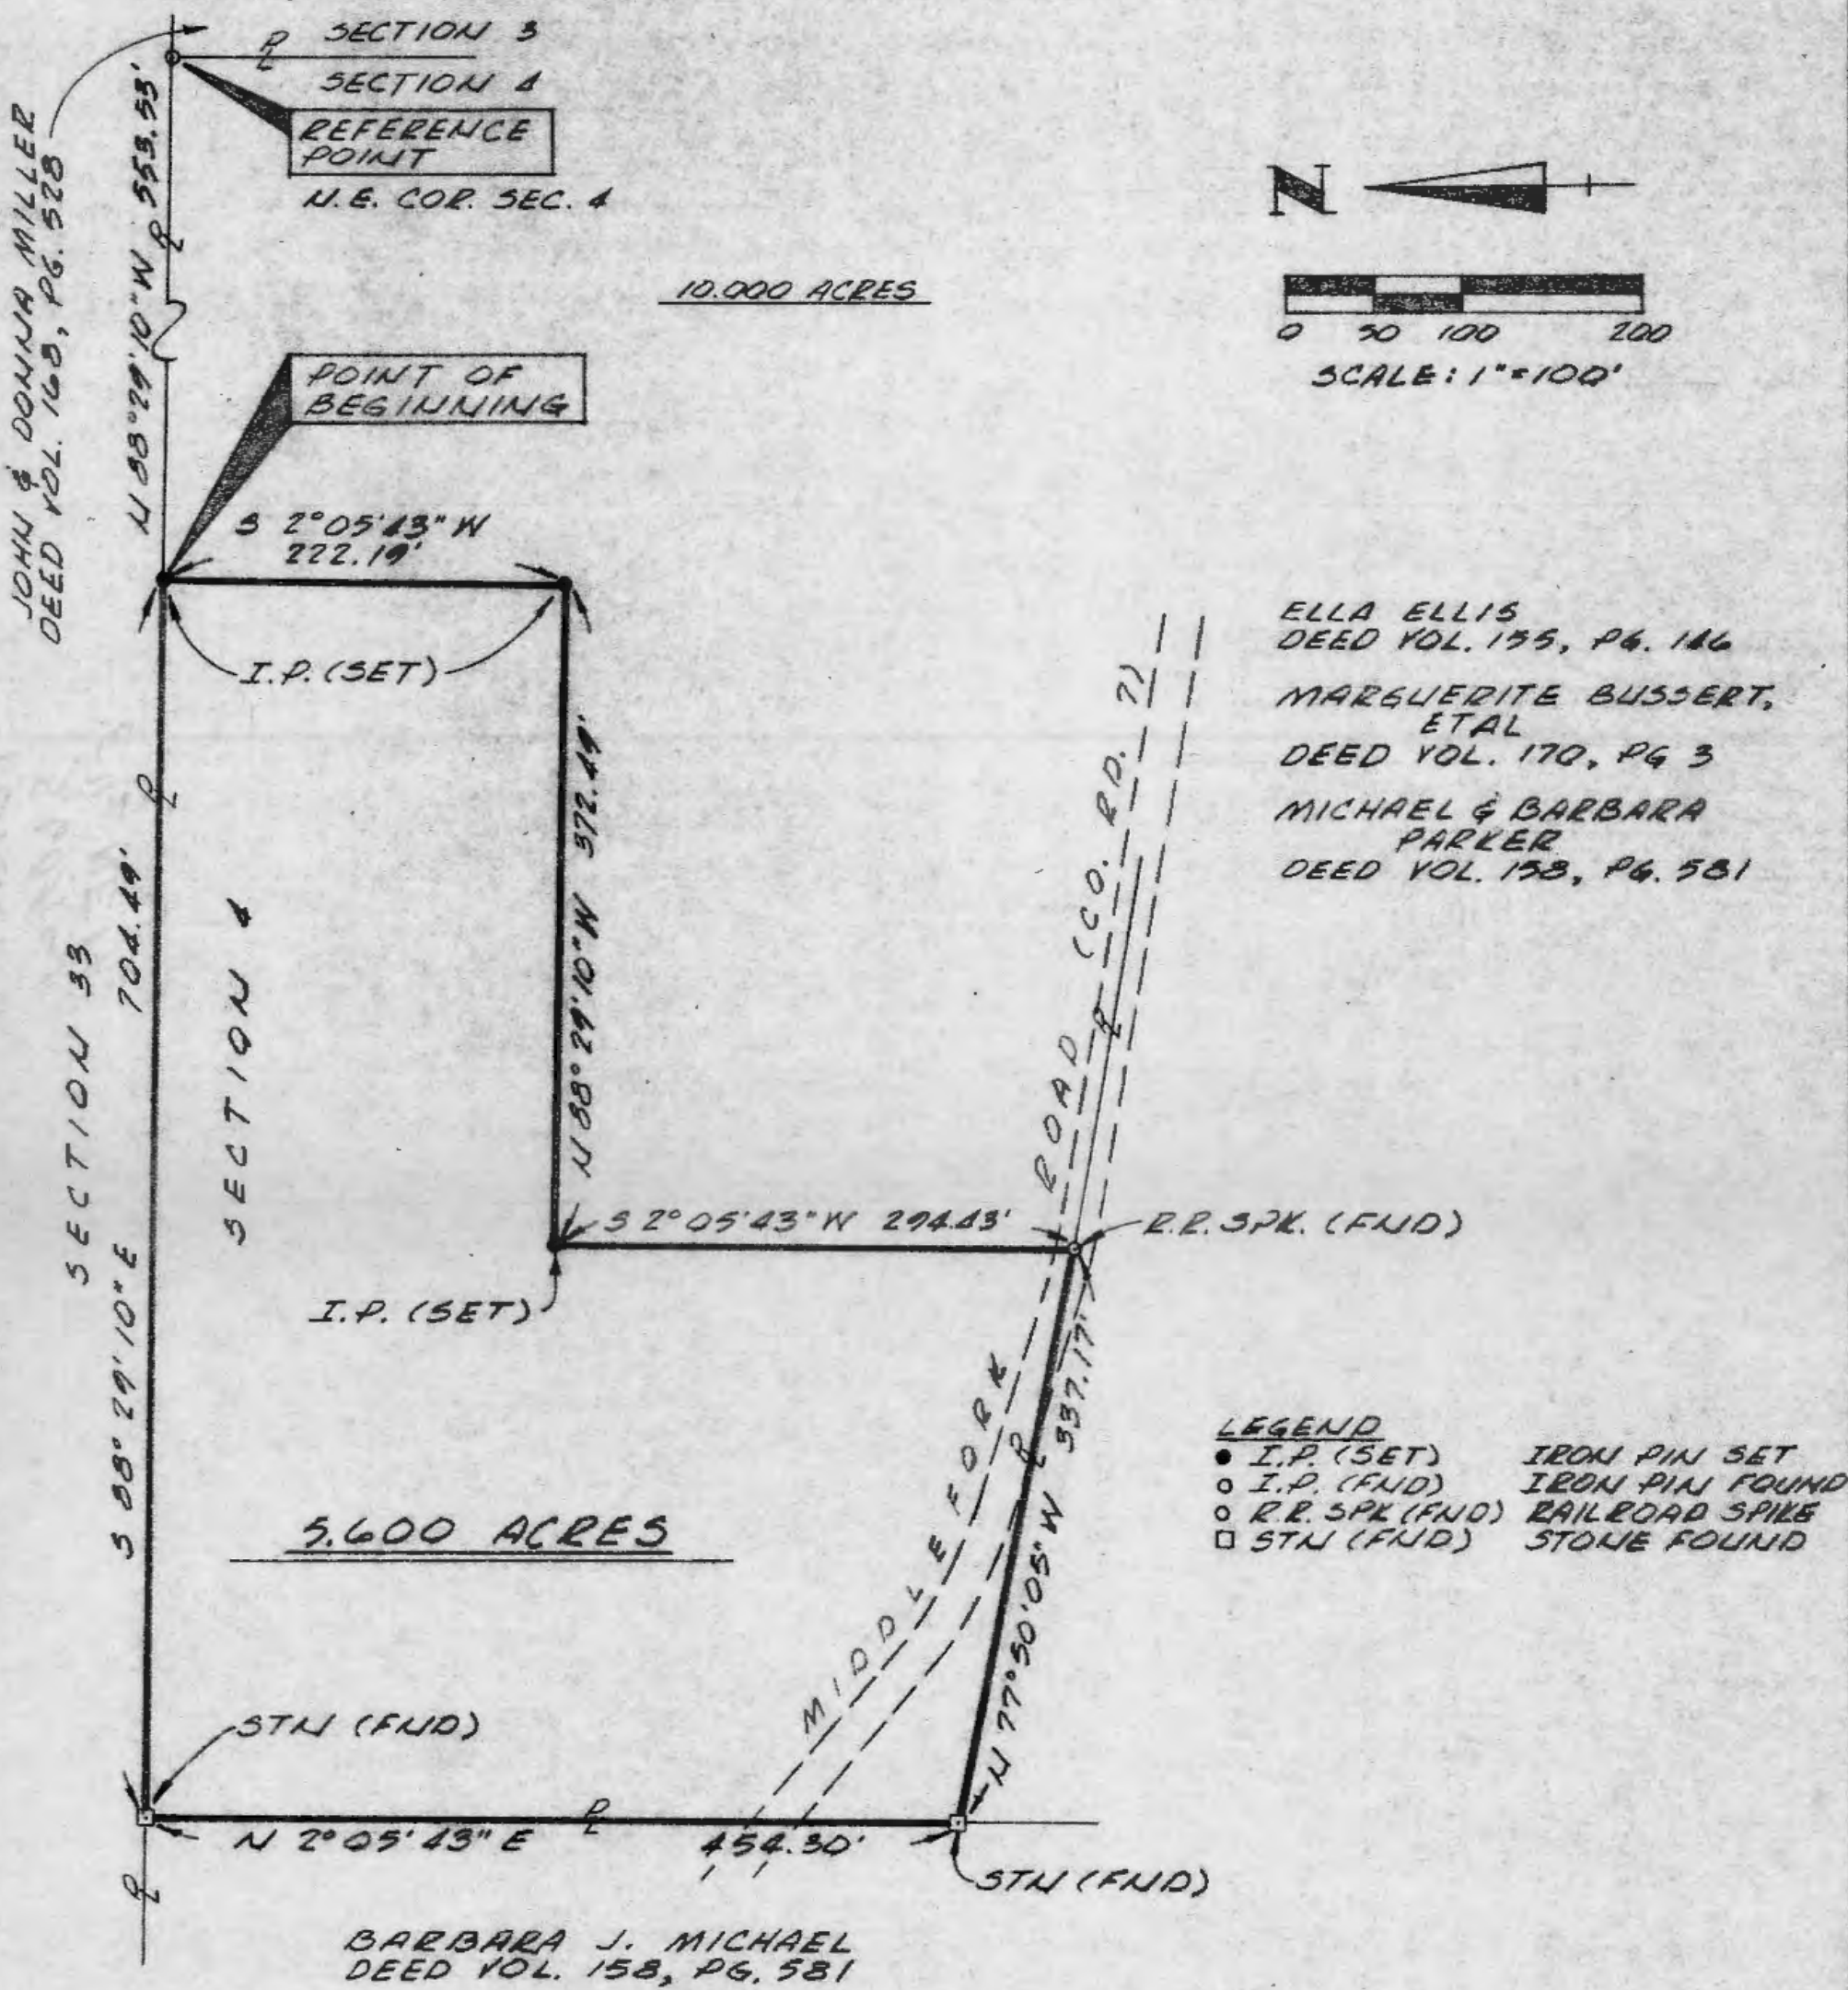 SECTION 3
SECTION 4
REFERENCE
POINT
N.E. COR. SEC. 4
JOHN & DONNA MILLER
DEED VOL. 168, PG. 528
N 88°29'10" W 553.53'
10.000 ACRES
N
0 50 100 200
SCALE: 1"=100'
POINT OF
BEGINNING
S 2°05'43" W
222.19'
I.P. (SET)
ELLA ELLIS
DEED VOL. 155, PG. 146
MARGUERITE BUSSERT,
ETAL
DEED VOL. 170, PG 3
MICHAEL & BARBARA
PARKER
DEED VOL. 158, PG. 581
SECTION 33
SECTION 4
S 88°29'10" E 704.49'
N 88°29'10" W 372.49'
S 2°05'43" W 294.43'
R.R. SPK. (FND)
I.P. (SET)
MIDDLE FORK ROAD (CO. RD. 7)
N 77°50'05" W 337.17'
5.600 ACRES
LEGEND
I.P. (SET) IRON PIN SET
I.P. (FND) IRON PIN FOUND
R.R. SPK (FND) RAILROAD SPIKE
STN (FND) STONE FOUND
STN (FND)
N 2°05'43" E 454.30'
STN (FND)
BARBARA J. MICHAEL
DEED VOL. 158, PG. 581